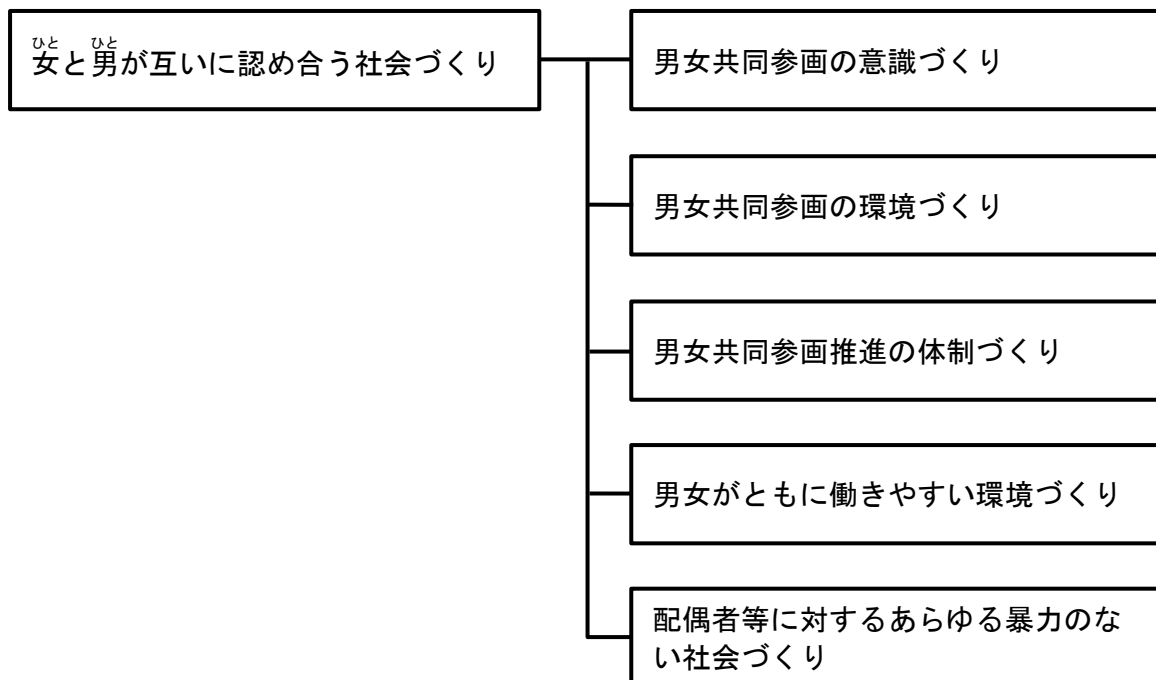 ひと ひと
女と男が互いに認め合う社会づくり
男女共同参画の意識づくり
男女共同参画の環境づくり
男女共同参画推進の体制づくり
男女がともに働きやすい環境づくり
配偶者等に対するあらゆる暴力のな
い社会づくり